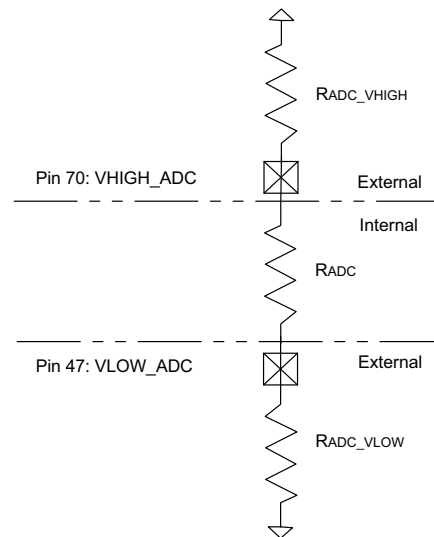 RADC_VHIGH
Pin 70: VHIGH_ADC
External
Internal
RADC
Pin 47: VLOW_ADC
External
RADC_VLOW